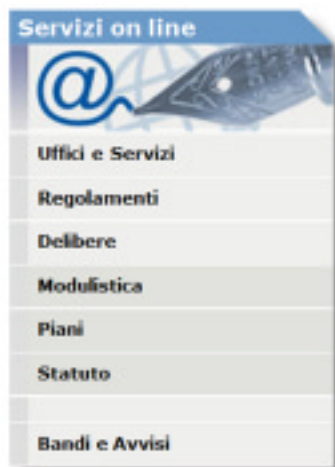 Servizi on line
@
Uffici e Servizi
Regolamenti
Delibere
Modulistica
Piani
Statuto
Bandi e Avvisi